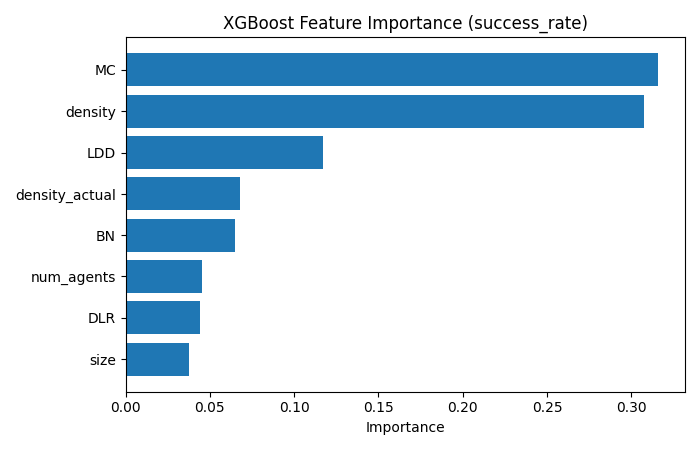 XGBoost Feature Importance (success_rate)
MC
density
LDD
density_actual
BN
num_agents
DLR
size
0.00 0.05 0.10 0.15 0.20 0.25 0.30
Importance